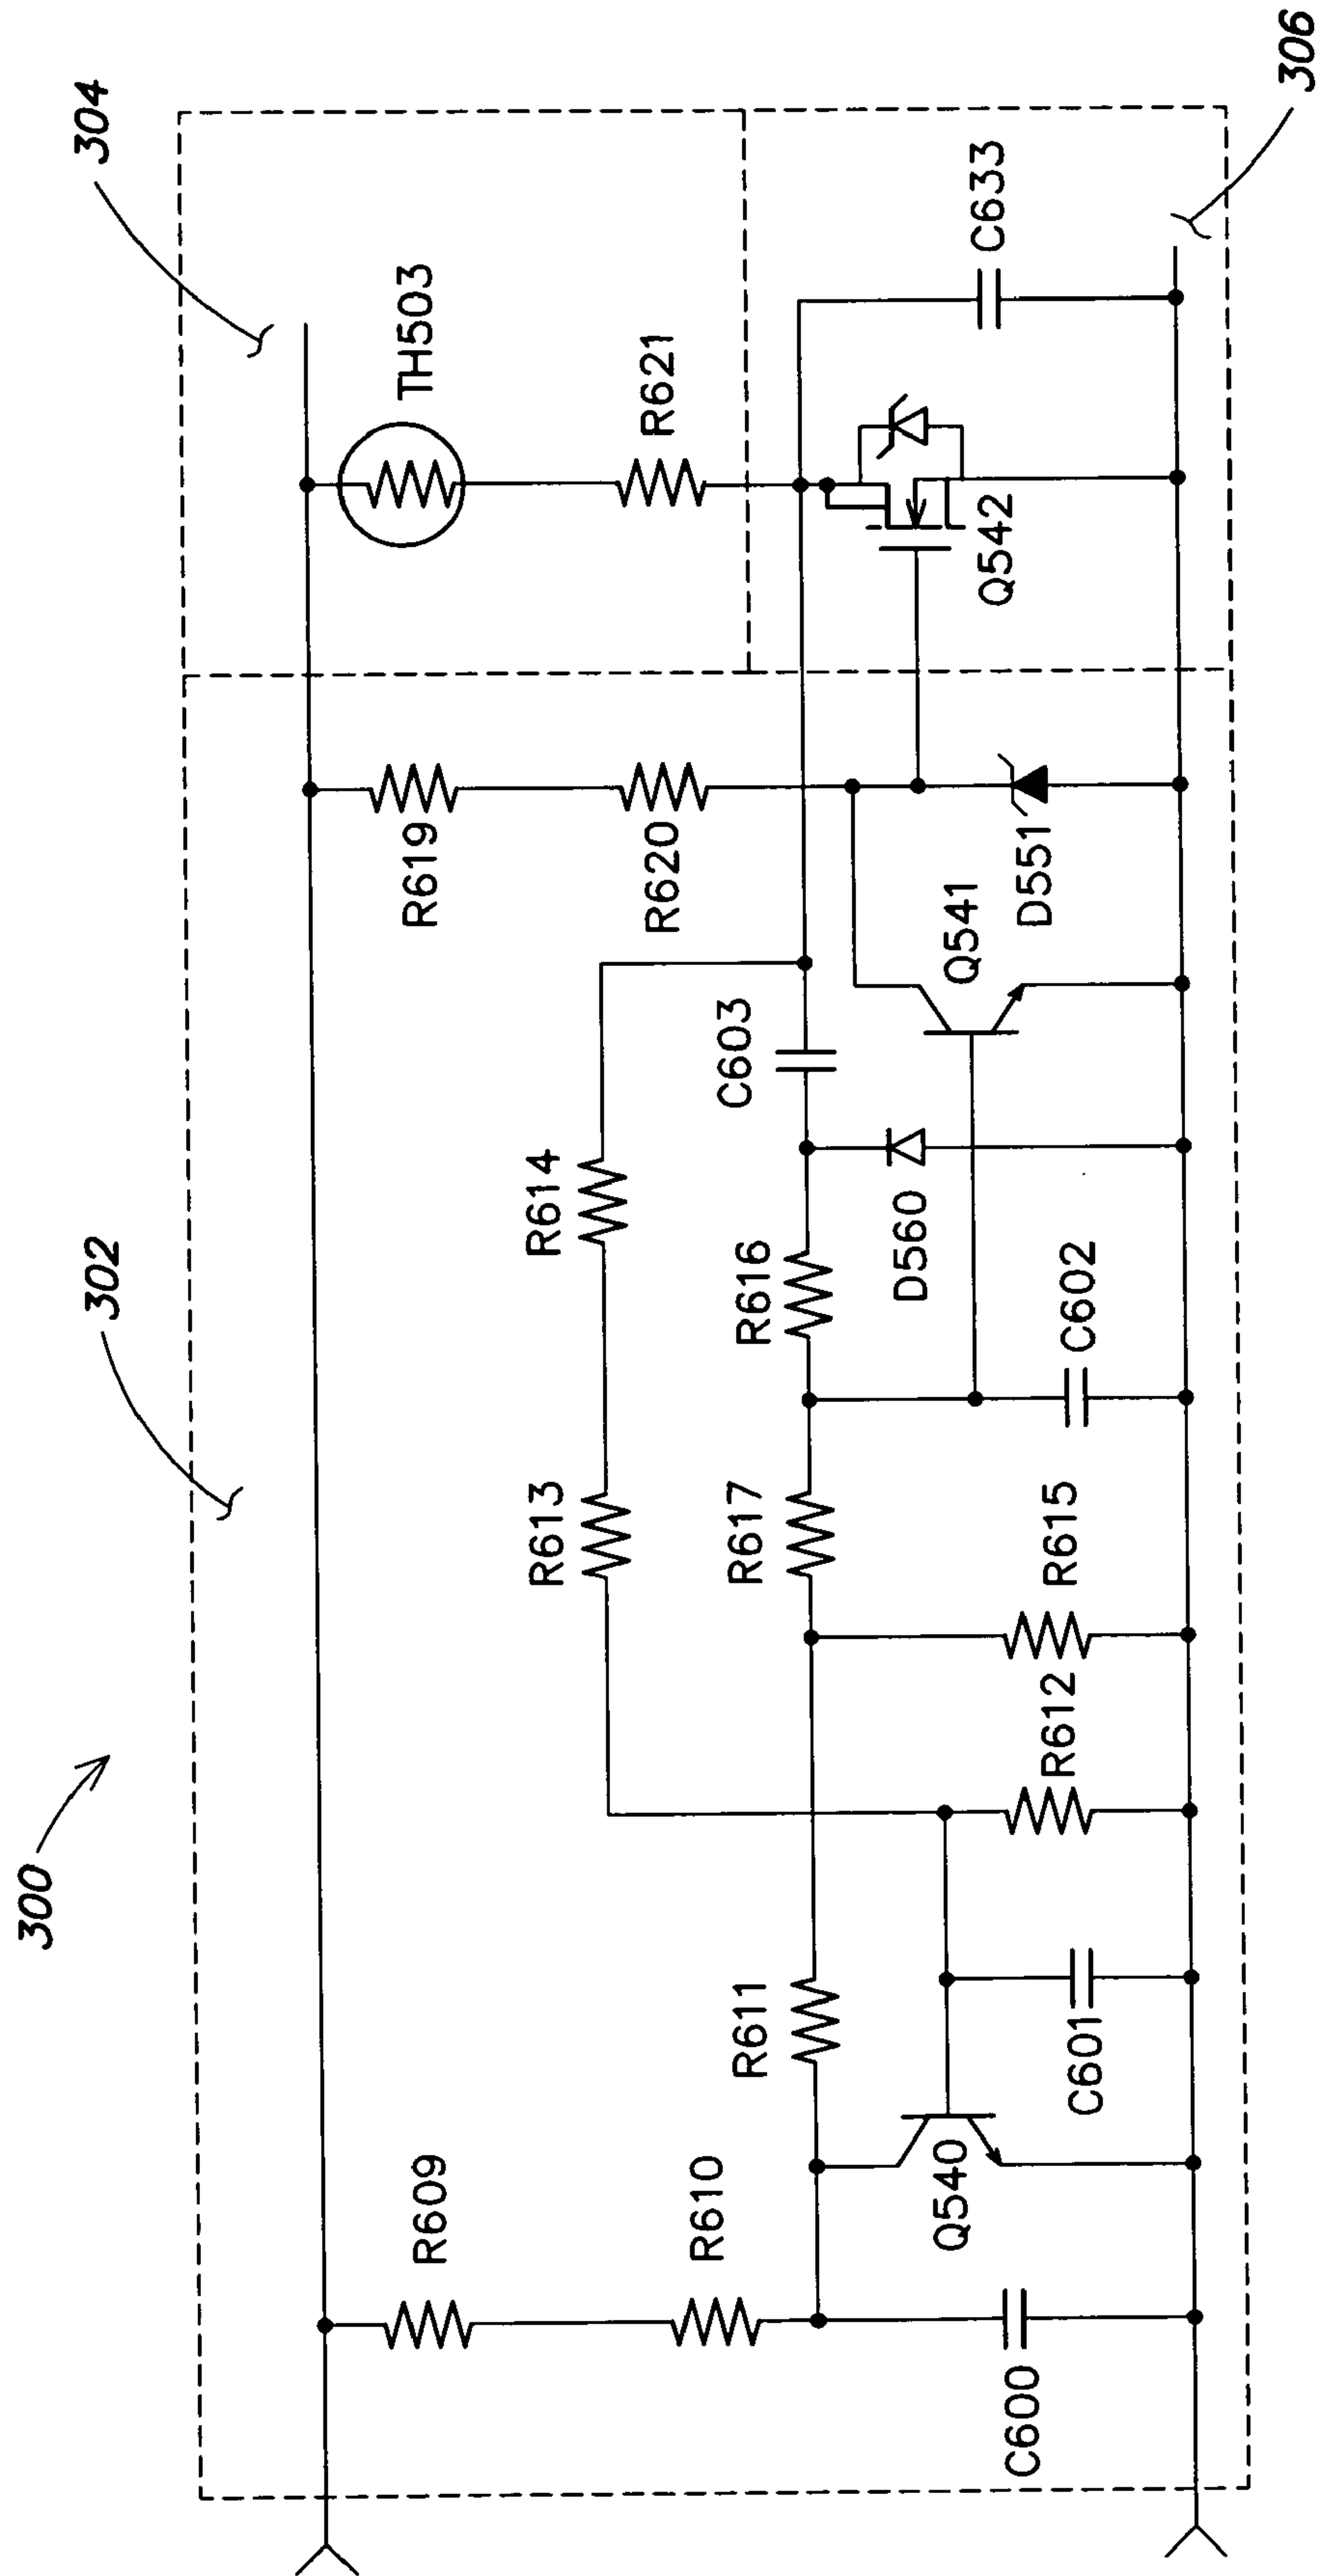 300
302
304
306
R609
R610
C600
Q540
R611
C601
R612
R615
R613
R617
R614
R616
C602
D560
C603
Q541
D551
R619
R620
Q542
TH503
R621
C633